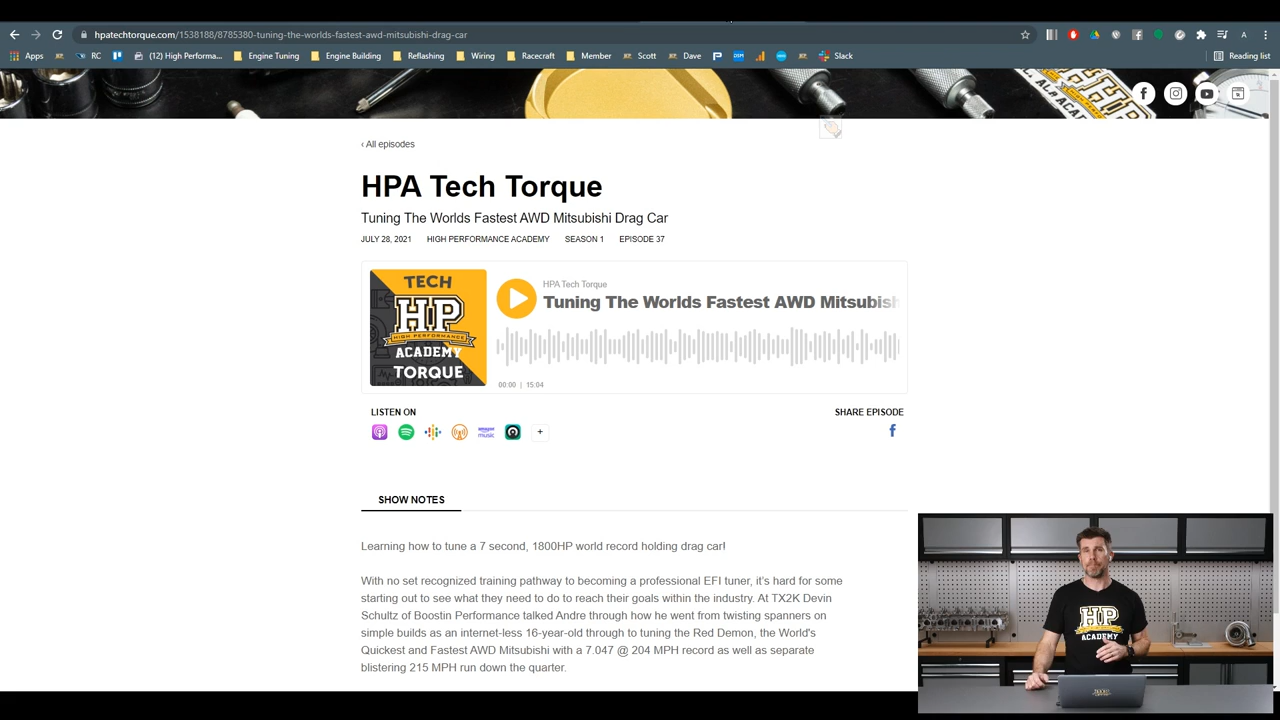 hpatechtorque.com/1538188/8785380-tuning-the-worlds-fastest-awd-mitsubishi-drag-car
Apps RC (12) High Performa... Engine Tuning Engine Building Reflashing Wiring Racecraft Member Scott Dave Slack Reading list
‹ All episodes
HPA Tech Torque
Tuning The Worlds Fastest AWD Mitsubishi Drag Car
JULY 28, 2021 HIGH PERFORMANCE ACADEMY SEASON 1 EPISODE 37
TECH
HP
HIGH PERFORMANCE
ACADEMY
TORQUE
HPA Tech Torque
Tuning The Worlds Fastest AWD Mitsubish
00:00 | 15:04
LISTEN ON
SHARE EPISODE
amazon music
+
SHOW NOTES
Learning how to tune a 7 second, 1800HP world record holding drag car!
With no set recognized training pathway to becoming a professional EFI tuner, it's hard for some
starting out to see what they need to do to reach their goals within the industry. At TX2K Devin
Schultz of Boostin Performance talked Andre through how he went from twisting spanners on
simple builds as an internet-less 16-year-old through to tuning the Red Demon, the World's
Quickest and Fastest AWD Mitsubishi with a 7.047 @ 204 MPH record as well as separate
blistering 215 MPH run down the quarter.
HP
ACADEMY